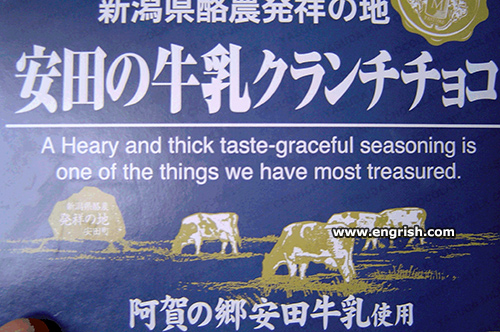 新潟県酪農発祥の地
安田の牛乳クランチチョコ
A Heary and thick taste-graceful seasoning is
one of the things we have most treasured.
新潟県酪農
発祥の地
安田町
www.engrish.com
阿賀の郷安田牛乳使用